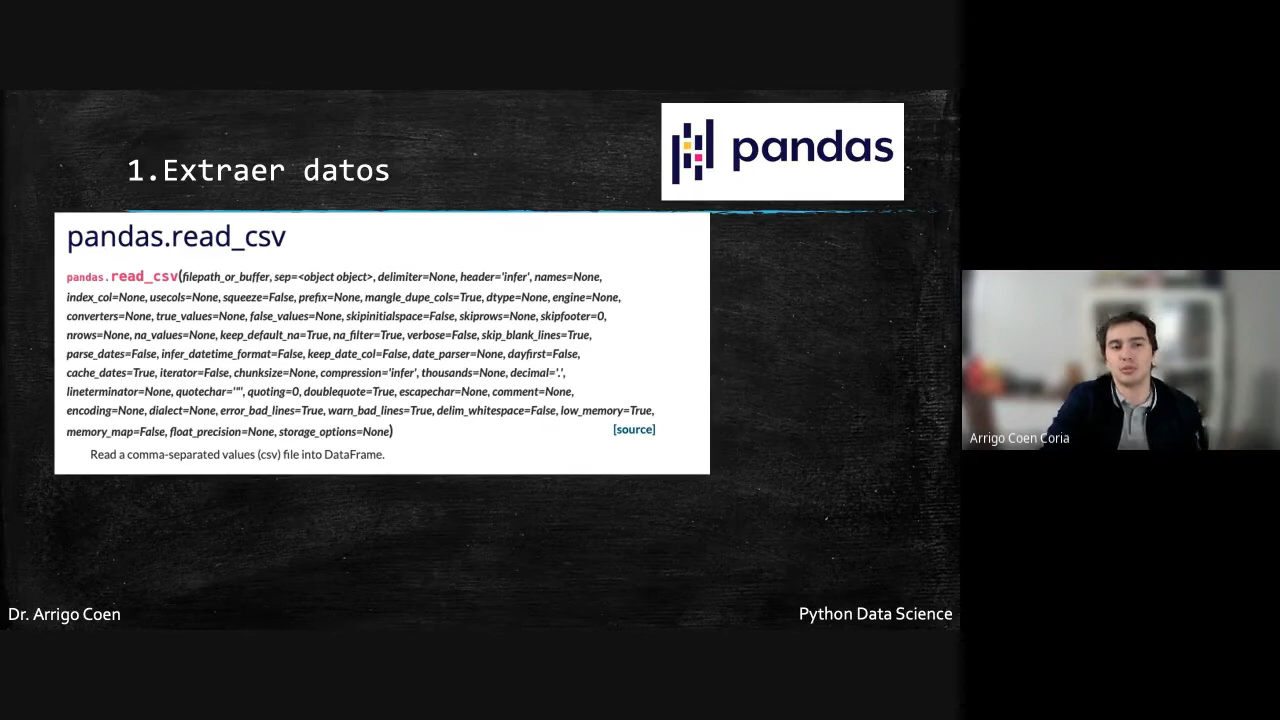 pandas
1.Extraer datos
pandas.read_csv
pandas.read_csv(filepath_or_buffer, sep=<object object>, delimiter=None, header='infer', names=None,
index_col=None, usecols=None, squeeze=False, prefix=None, mangle_dupe_cols=True, dtype=None, engine=None,
converters=None, true_values=None, false_values=None, skipinitialspace=False, skiprows=None, skipfooter=0,
nrows=None, na_values=None, keep_default_na=True, na_filter=True, verbose=False, skip_blank_lines=True,
parse_dates=False, infer_datetime_format=False, keep_date_col=False, date_parser=None, dayfirst=False,
cache_dates=True, iterator=False, chunksize=None, compression='infer', thousands=None, decimal='.',
lineterminator=None, quotechar='"', quoting=0, doublequote=True, escapechar=None, comment=None,
encoding=None, dialect=None, error_bad_lines=True, warn_bad_lines=True, delim_whitespace=False, low_memory=True,
memory_map=False, float_precision=None, storage_options=None) [source]
Read a comma-separated values (csv) file into DataFrame.
Arrigo Coen Coria
Dr. Arrigo Coen
Python Data Science